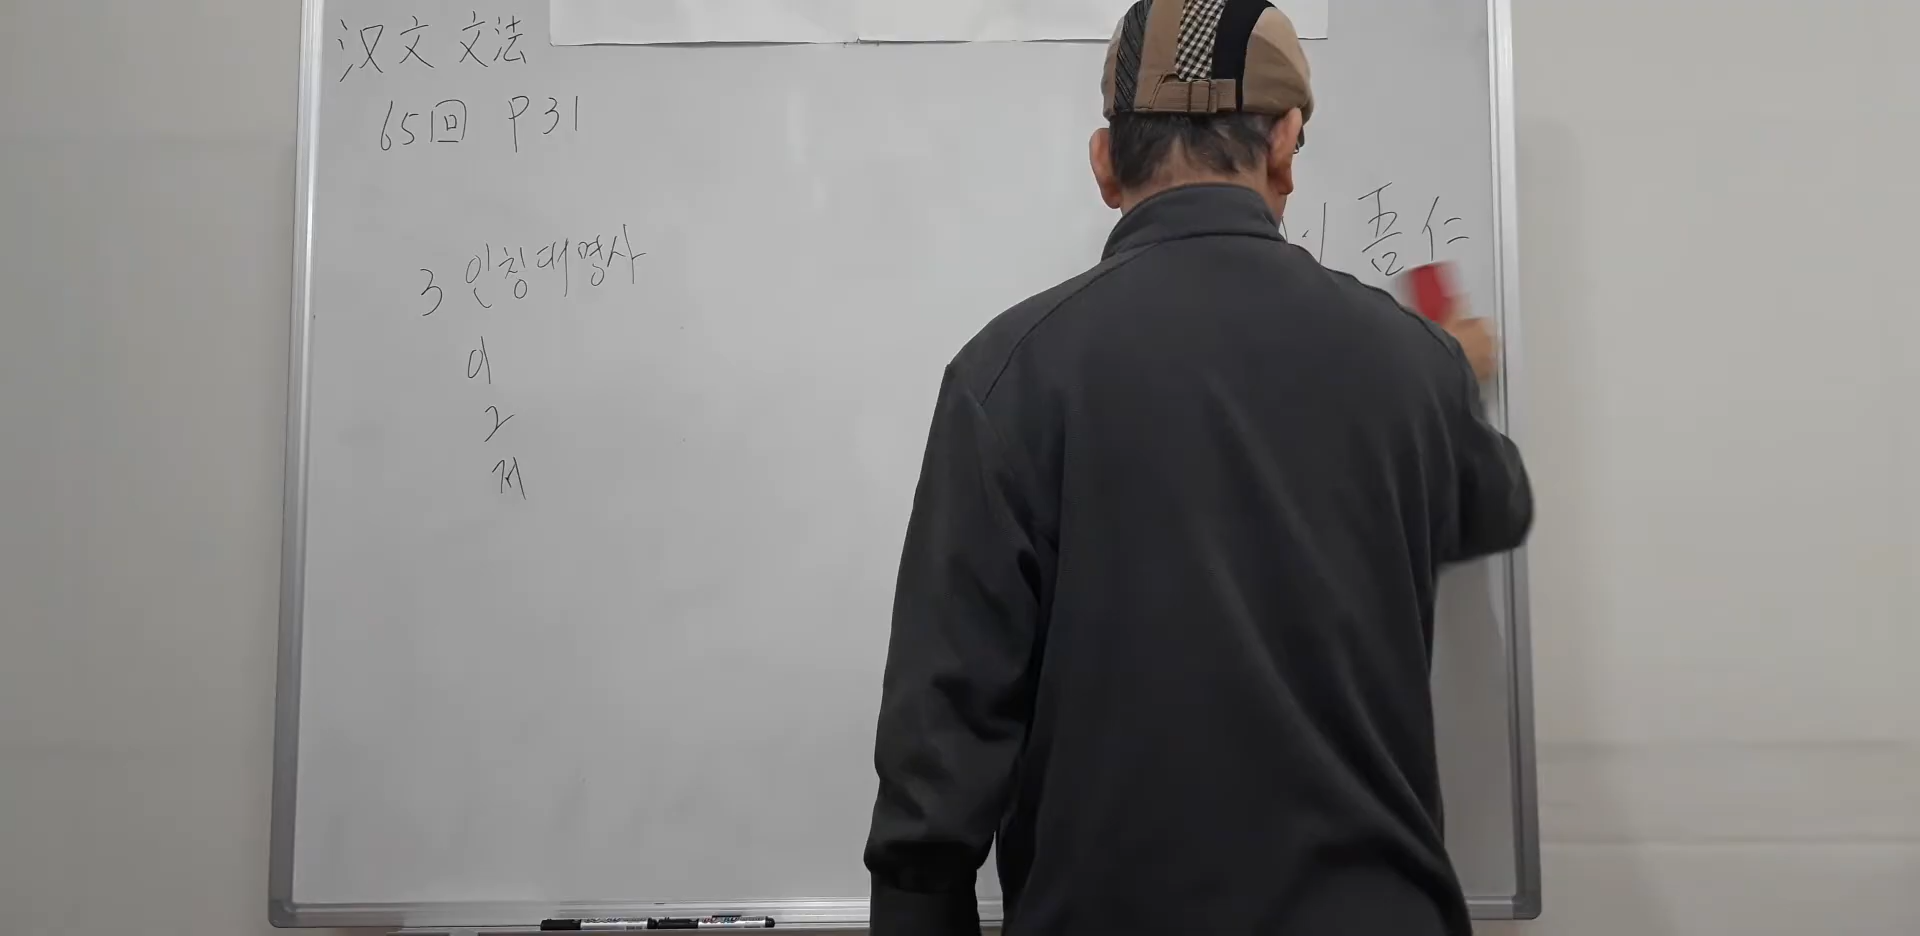 汉文 文法
65回 P31
吾仁
3 인칭대명사
이
그
저